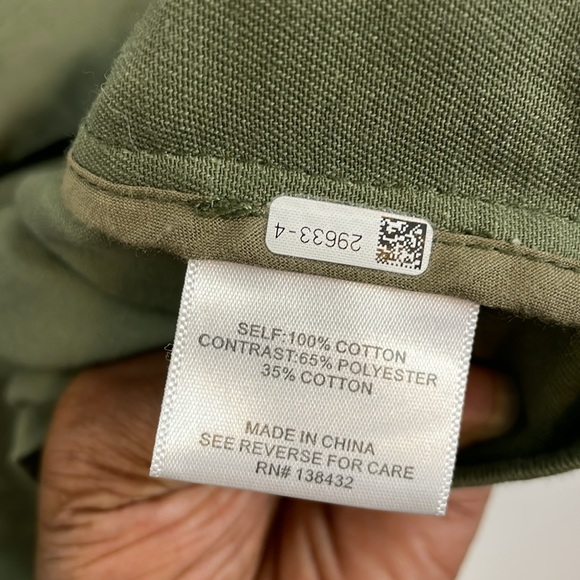 29633-4
SELF:100% COTTON
CONTRAST:65% POLYESTER
35% COTTON
MADE IN CHINA
SEE REVERSE FOR CARE
RN# 138432